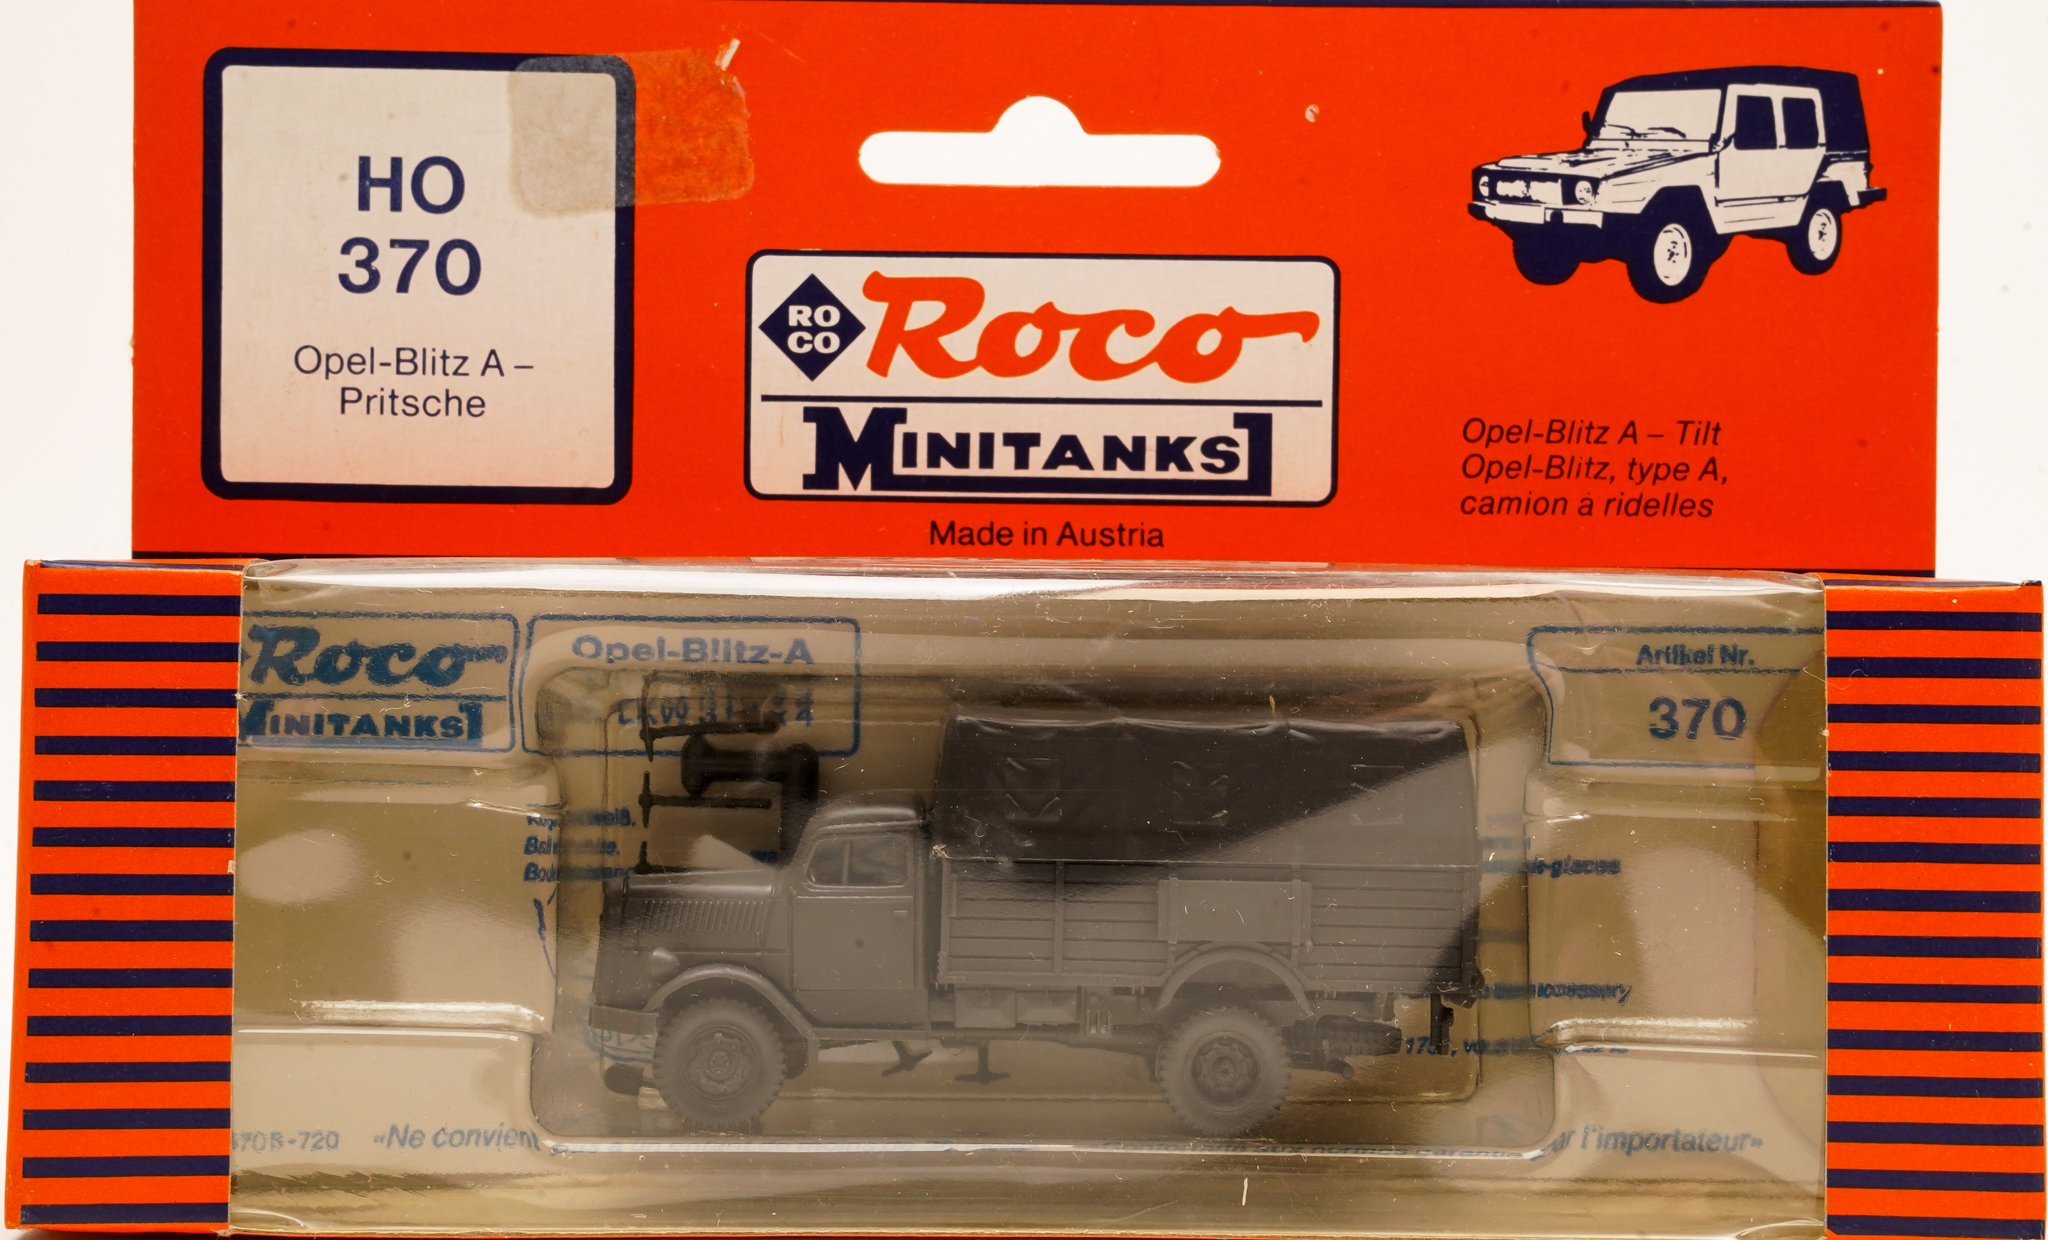 HO
370
Opel-Blitz A –
Pritsche
RO
CO
Roco
MINITANKS
Made in Austria
Opel-Blitz A – Tilt
Opel-Blitz, type A,
camion à ridelles
Roco
MINITANKS
Opel-Blitz-A
Artikel Nr.
370
«Ne convient
l'importateur»